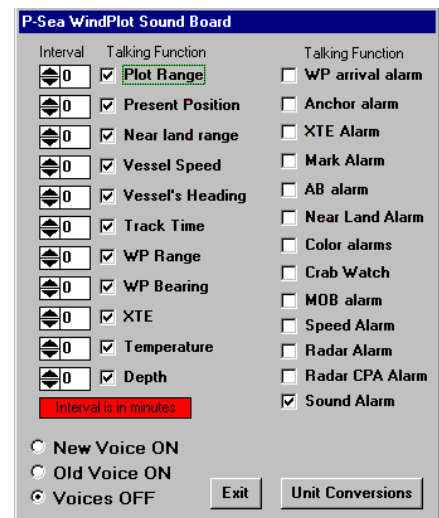 P-Sea WindPlot Sound Board
Interval Talking Function
0 Plot Range
0 Present Position
0 Near land range
0 Vessel Speed
0 Vessel's Heading
0 Track Time
0 WP Range
0 WP Bearing
0 XTE
0 Temperature
0 Depth
Interval is in minutes
Talking Function
WP arrival alarm
Anchor alarm
XTE Alarm
Mark Alarm
AB alarm
Near Land Alarm
Color alarms
Crab Watch
MOB alarm
Speed Alarm
Radar Alarm
Radar CPA Alarm
Sound Alarm
New Voice ON
Old Voice ON
Voices OFF
Exit
Unit Conversions